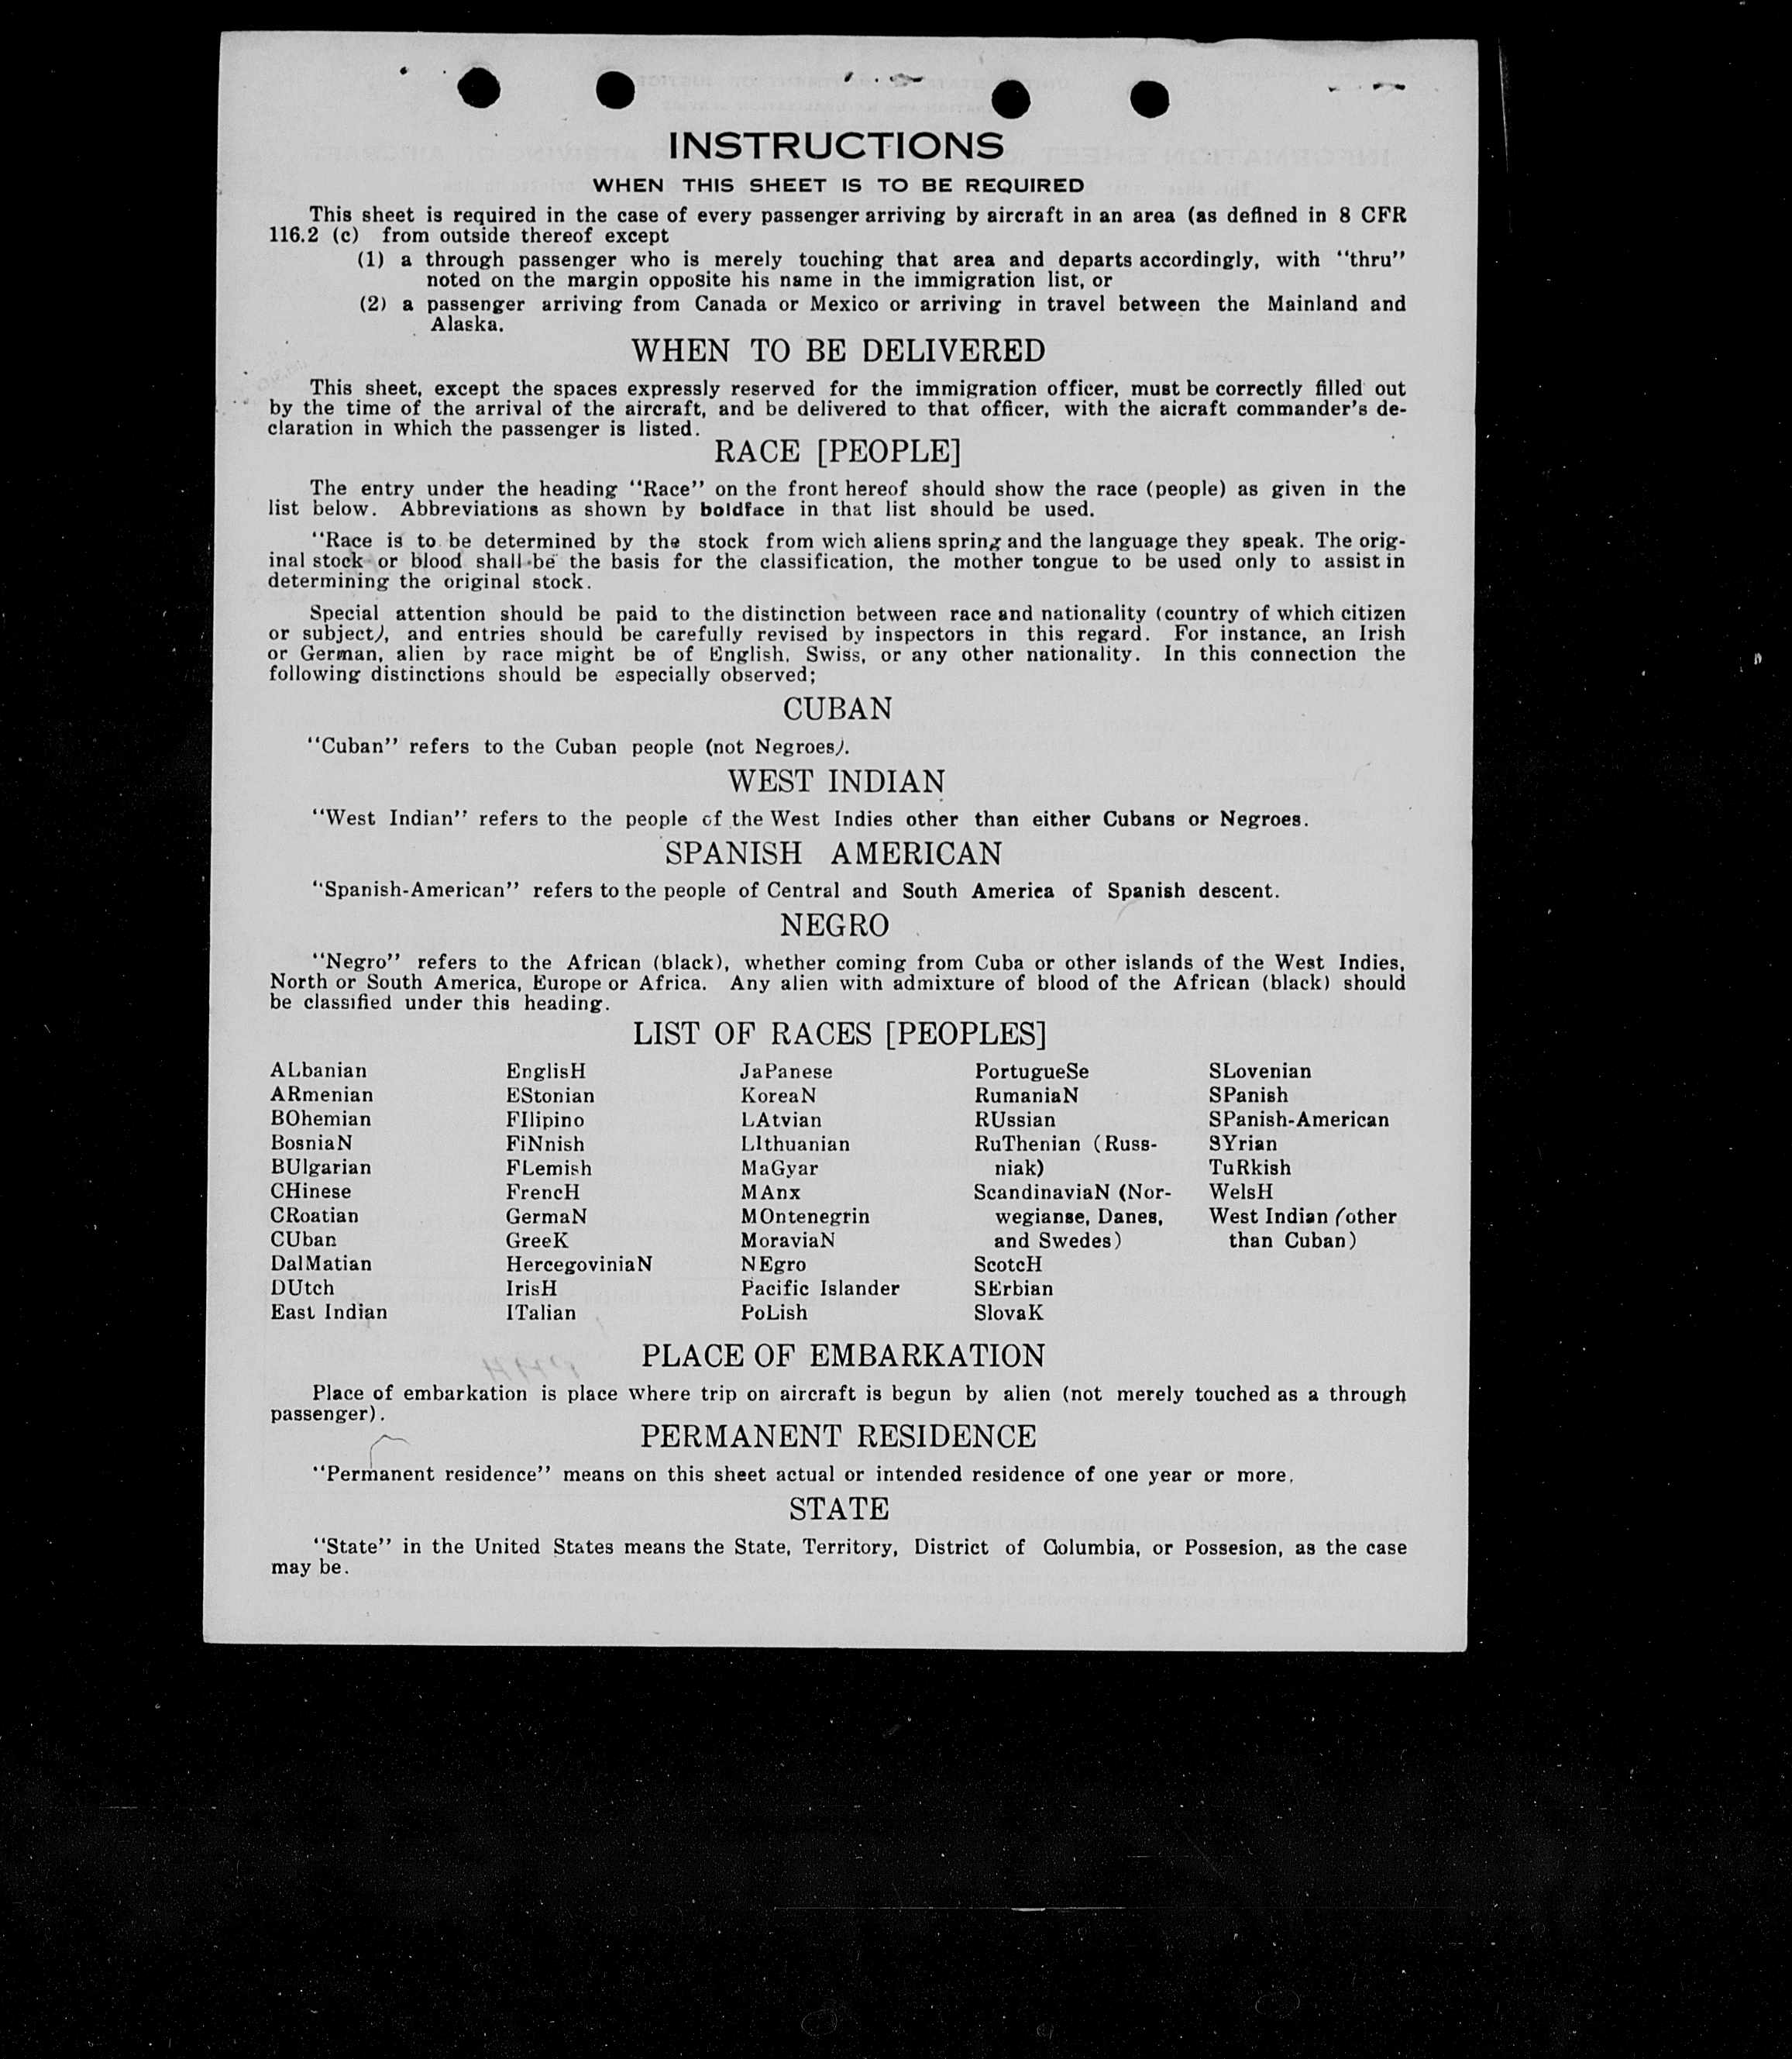 INSTRUCTIONS
WHEN THIS SHEET IS TO BE REQUIRED
This sheet is required in the case of every passenger arriving by aircraft in an area (as defined in 8 CFR
116.2 (c) from outside thereof except
(1) a through passenger who is merely touching that area and departs accordingly, with "thru"
noted on the margin opposite his name in the immigration list, or
(2) a passenger arriving from Canada or Mexico or arriving in travel between the Mainland and
Alaska.
WHEN TO BE DELIVERED
This sheet, except the spaces expressly reserved for the immigration officer, must be correctly filled out
by the time of the arrival of the aircraft, and be delivered to that officer, with the aicraft commander's de-
claration in which the passenger is listed.
RACE [PEOPLE]
The entry under the heading "Race" on the front hereof should show the race (people) as given in the
list below. Abbreviations as shown by boldface in that list should be used.
"Race is to be determined by the stock from wich aliens spring and the language they speak. The orig-
inal stock or blood shall be the basis for the classification, the mother tongue to be used only to assist in
determining the original stock.
Special attention should be paid to the distinction between race and nationality (country of which citizen
or subject), and entries should be carefully revised by inspectors in this regard. For instance, an Irish
or German, alien by race might be of English, Swiss, or any other nationality. In this connection the
following distinctions should be especially observed;
CUBAN
"Cuban" refers to the Cuban people (not Negroes).
WEST INDIAN
"West Indian" refers to the people of the West Indies other than either Cubans or Negroes.
SPANISH AMERICAN
"Spanish-American" refers to the people of Central and South America of Spanish descent.
NEGRO
"Negro" refers to the African (black), whether coming from Cuba or other islands of the West Indies,
North or South America, Europe or Africa. Any alien with admixture of blood of the African (black) should
be classified under this heading.
LIST OF RACES [PEOPLES]
ALbanian
ARmenian
BOhemian
BosniaN
BUlgarian
CHinese
CRoatian
CUban
DalMatian
DUtch
East Indian
EnglisH
EStonian
FIlipino
FiNnish
FLemish
FrencH
GermaN
GreeK
HercegoviniaN
IrisH
ITalian
JaPanese
KoreaN
LAtvian
LIthuanian
MaGyar
MAnx
MOntenegrin
MoraviaN
NEgro
Pacific Islander
PoLish
PortugueSe
RumaniaN
RUssian
RuThenian (Russ-
niak)
ScandinaviaN (Nor-
wegianse, Danes,
and Swedes)
ScotcH
SErbian
SlovaK
SLovenian
SPanish
SPanish-American
SYrian
TuRkish
WelsH
West Indian (other
than Cuban)
PLACE OF EMBARKATION
Place of embarkation is place where trip on aircraft is begun by alien (not merely touched as a through
passenger).
PERMANENT RESIDENCE
"Permanent residence" means on this sheet actual or intended residence of one year or more.
STATE
"State" in the United States means the State, Territory, District of Columbia, or Possesion, as the case
may be.